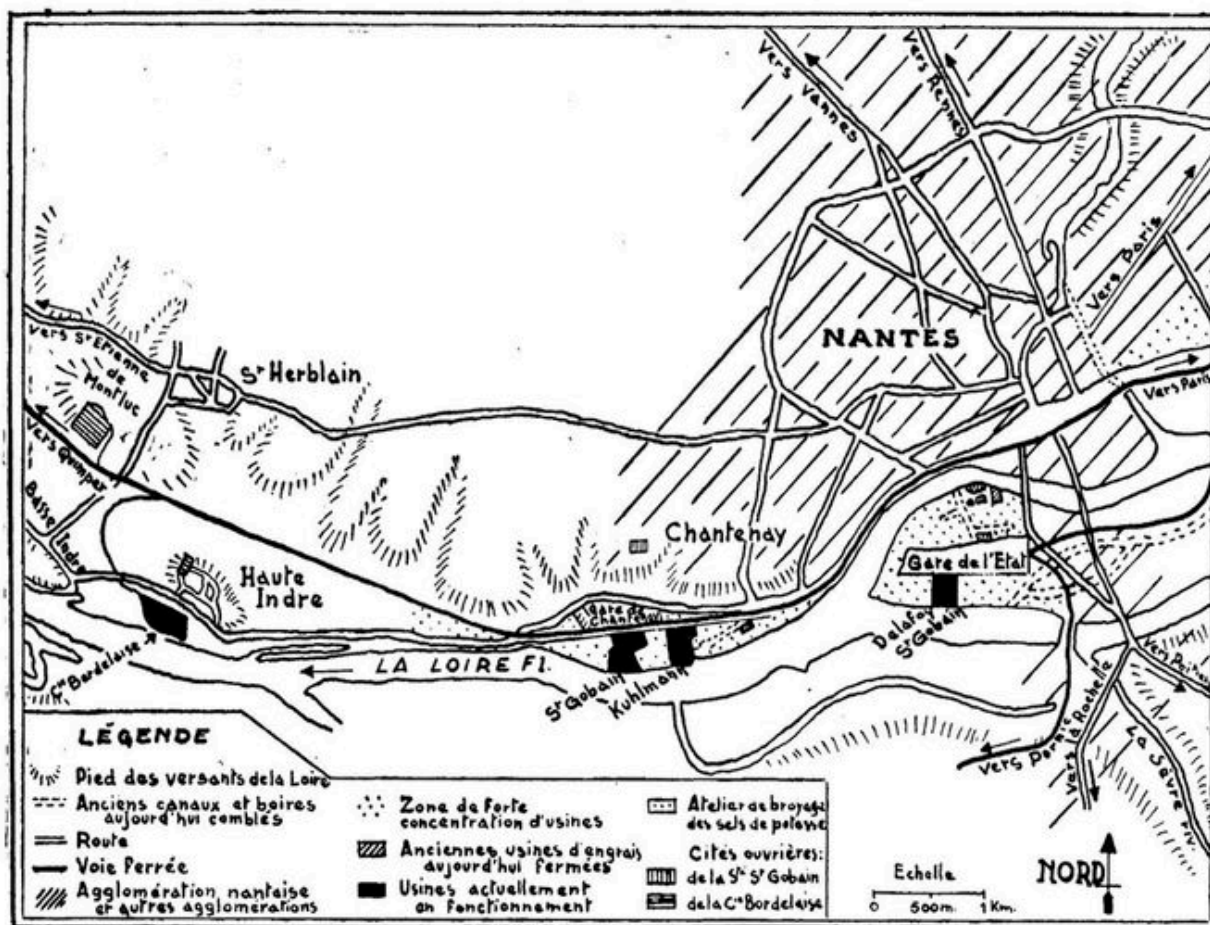 Vers Vannes
Vers Rennes
Vers Paris
NANTES
Vers Paris
Vers St Etienne
de
Montluc
St Herblain
Vers Quimper
Basse
Indre
Haute
Indre
Chantenay
Gare de
Chantenay
Gare de l'Etat
Delafoy
St Gobain
Cie Bordelaise
LA LOIRE Fl.
St Gobain
Kuhlmann
Vers Pornic
Vers La Rochelle
La Sèvre riv.
LÉGENDE
Pied des versants de la Loire
Anciens canaux et boires
aujourd'hui comblés
Route
Voie Ferrée
Agglomération nantaise
et autres agglomérations
Zone de forte
concentration d'usines
Anciennes usines d'engrais
aujourd'hui fermées
Usines actuellement
en fonctionnement
Atelier de broyage
des sels de potasse
Cités ouvrières:
de la Sté St Gobain
de la Cie Bordelaise
Echelle
0 500m. 1 Km.
NORD